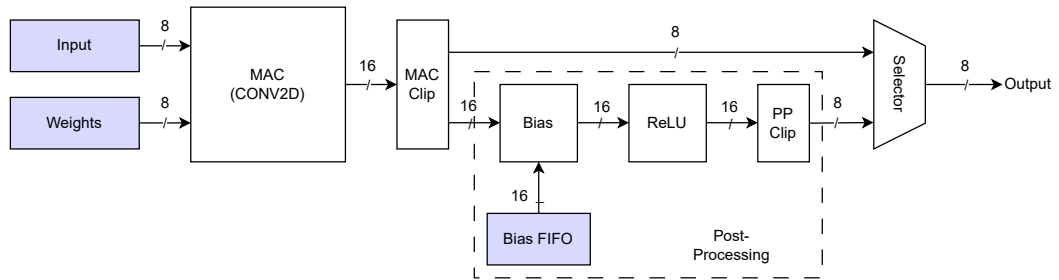 Input
8
Weights
8
MAC
(CONV2D)
16
MAC
Clip
8
16
Bias
16
ReLU
16
PP
Clip
8
16
Bias FIFO
Post-
Processing
Selector
8
Output